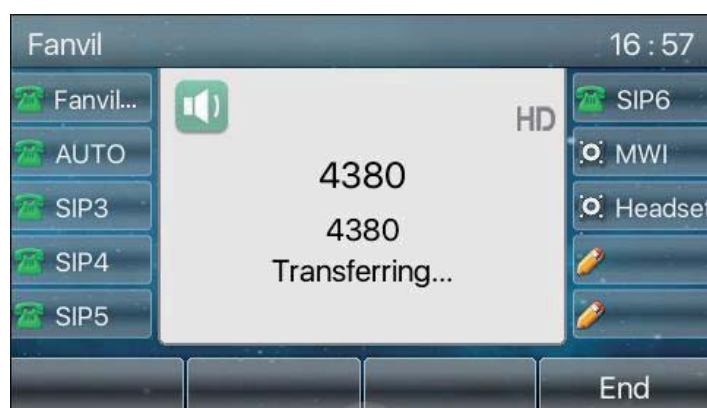 Fanvil 16 : 57
Fanvil...
AUTO
SIP3
SIP4
SIP5
HD
4380
4380
Transferring...
SIP6
MWI
Headset
End